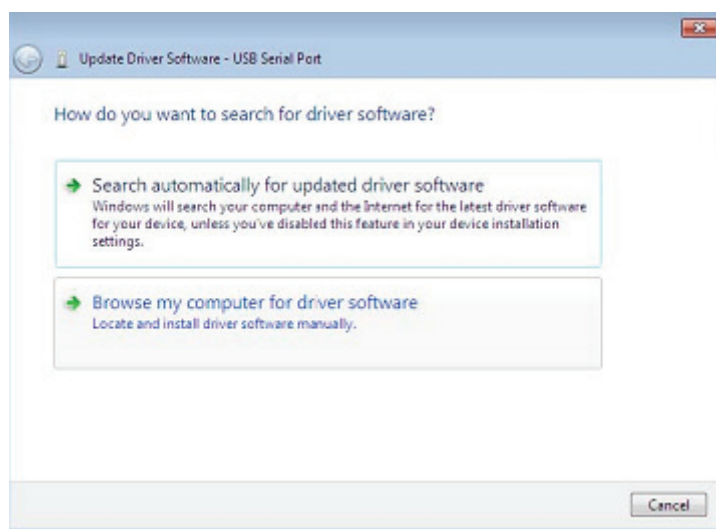 Update Driver Software - USB Serial Port
How do you want to search for driver software?
Search automatically for updated driver software
Windows will search your computer and the Internet for the latest driver software
for your device, unless you've disabled this feature in your device installation
settings.
Browse my computer for driver software
Locate and install driver software manually.
Cancel